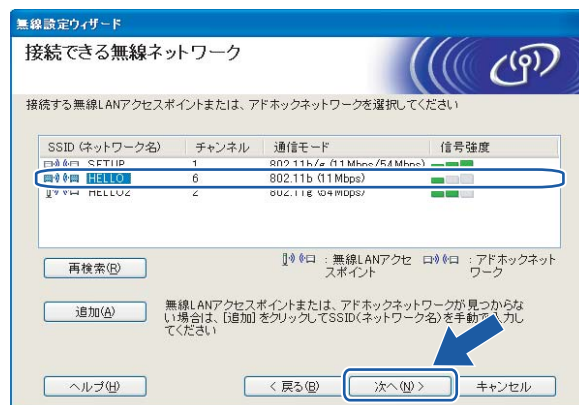 無線設定ウィザード
接続できる無線ネットワーク
接続する無線LANアクセスポイントまたは、アドホックネットワークを選択してください
SSID (ネットワーク名) チャンネル 通信モード 信号強度
SETUP 1 802.11b/g (11Mbps/54Mbps)
HELLO 6 802.11b (11Mbps)
HELLO2 2 802.11g (54Mbps)
再検索(R)
：無線LANアクセスポイント
：アドホックネットワーク
追加(A)
無線LANアクセスポイントまたは、アドホックネットワークが見つからな
い場合は、[追加]をクリックしてSSID(ネットワーク名)を手動で入力し
てください
ヘルプ(H) < 戻る(B) 次へ(N) > キャンセル